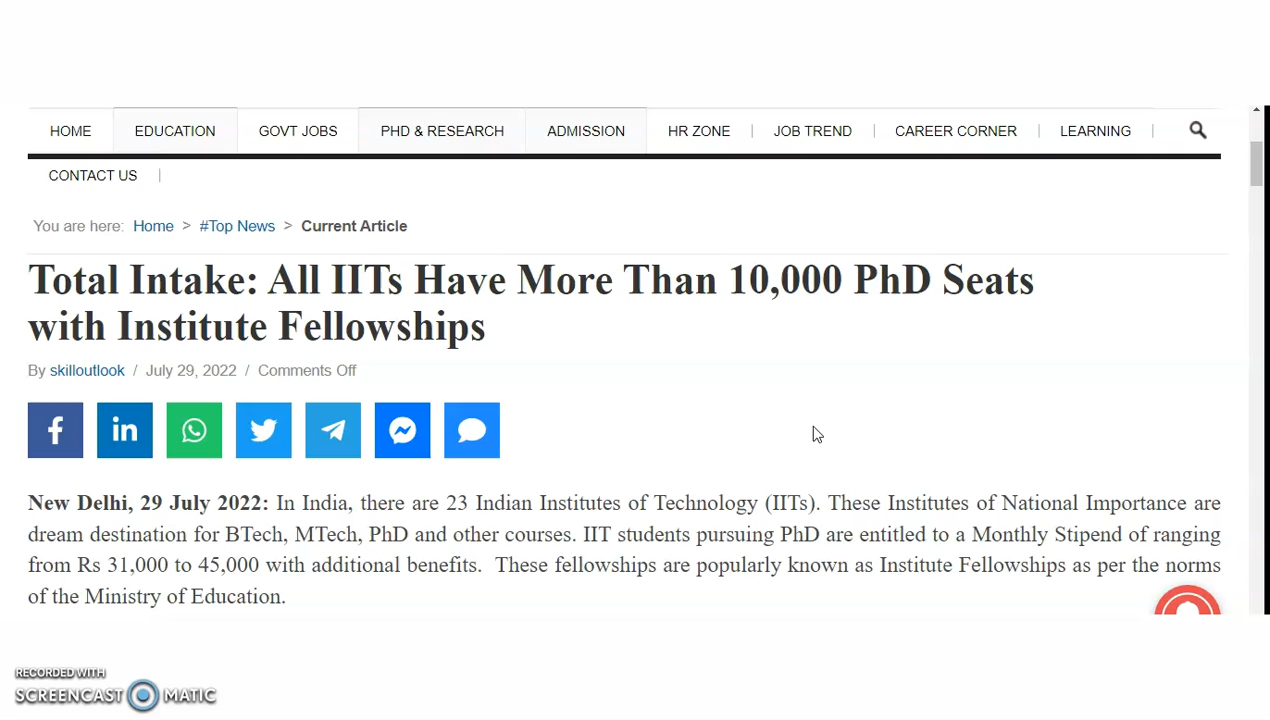 HOME EDUCATION GOVT JOBS PHD & RESEARCH ADMISSION HR ZONE | JOB TREND | CAREER CORNER | LEARNING |
CONTACT US |
You are here: Home > #Top News > Current Article
Total Intake: All IITs Have More Than 10,000 PhD Seats
with Institute Fellowships
By skilloutlook / July 29, 2022 / Comments Off
New Delhi, 29 July 2022: In India, there are 23 Indian Institutes of Technology (IITs). These Institutes of National Importance are
dream destination for BTech, MTech, PhD and other courses. IIT students pursuing PhD are entitled to a Monthly Stipend of ranging
from Rs 31,000 to 45,000 with additional benefits. These fellowships are popularly known as Institute Fellowships as per the norms
of the Ministry of Education.
RECORDED WITH
SCREENCAST MATIC